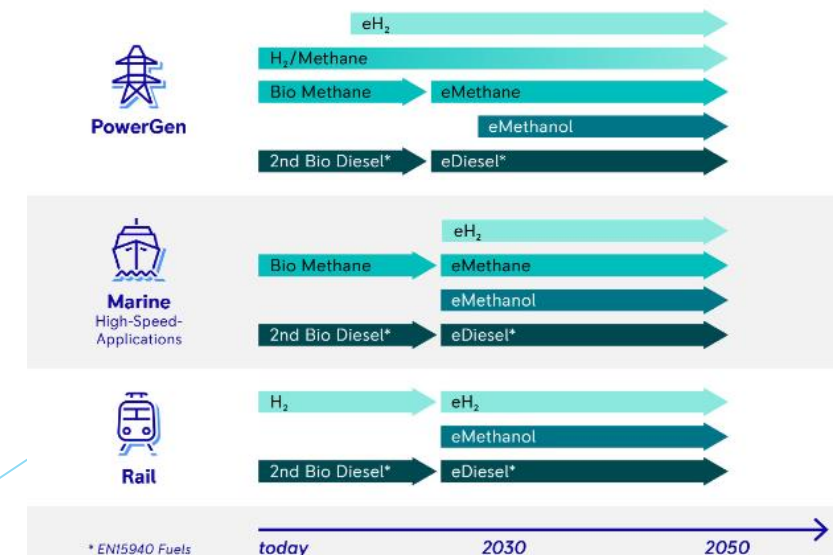 eH₂
H₂/Methane
Bio Methane eMethane
PowerGen
eMethanol
2nd Bio Diesel* eDiesel*
eH₂
Bio Methane eMethane
Marine
High-Speed-
Applications
eMethanol
2nd Bio Diesel* eDiesel*
H₂ eH₂
eMethanol
Rail
2nd Bio Diesel* eDiesel*
* EN15940 Fuels today 2030 2050